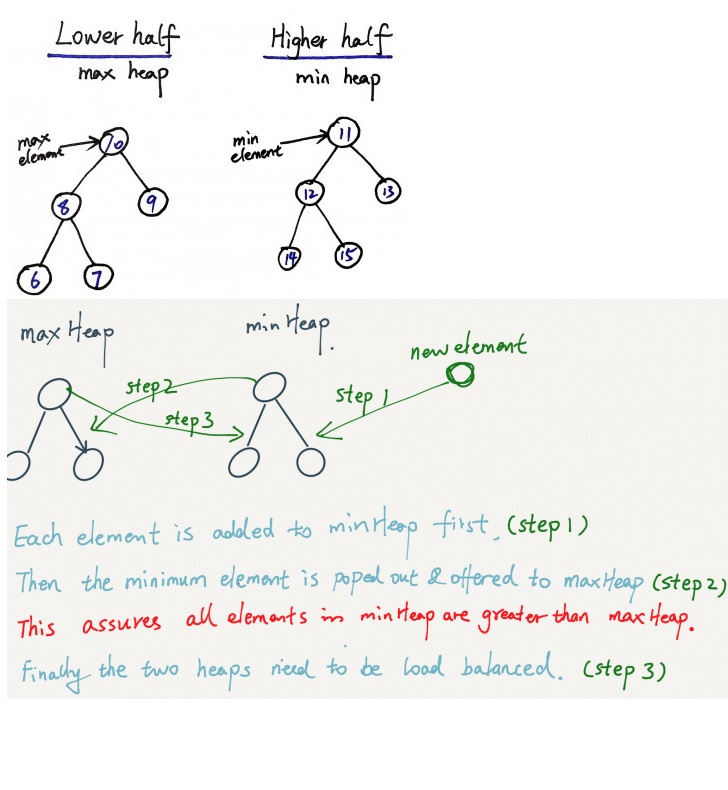 Lower half
max heap
Higher half
min heap
max
element
10
8
9
6
7
min
element
11
12
13
14
15
max Heap
min Heap.
new element
step 2
step 3
step 1
Each element is added to minHeap first. (step 1)
Then the minimum element is poped out & offered to maxHeap (step 2)
This assures all elements in minHeap are greater than maxHeap.
Finally the two heaps need to be load balanced. (step 3)